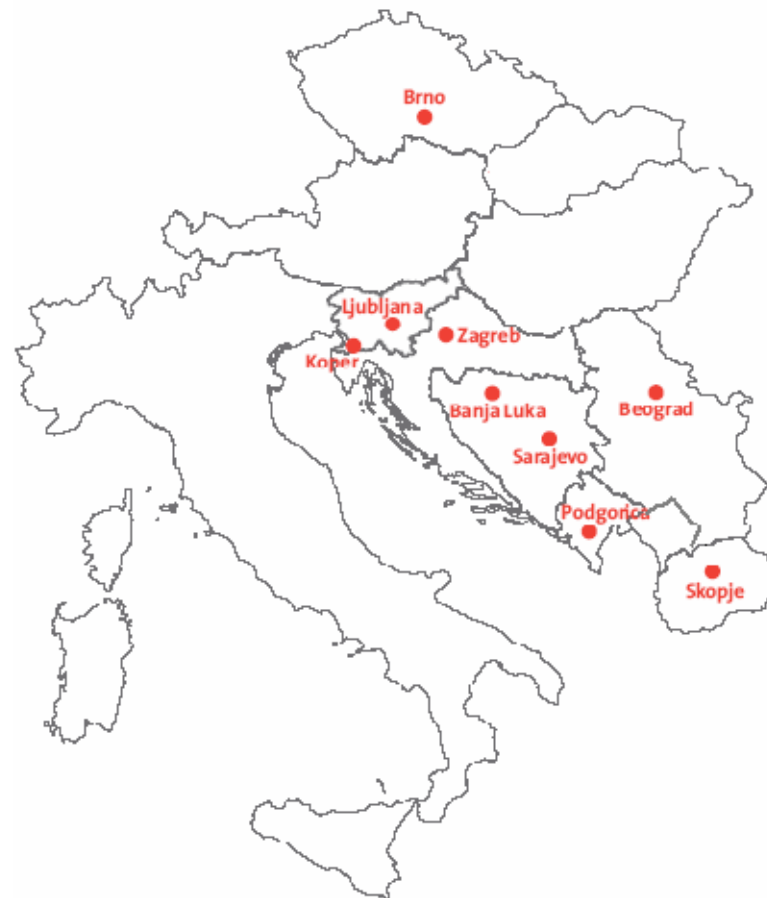 Brno
Ljubljana
Zagreb
Koper
Banja Luka
Beograd
Sarajevo
Podgorica
Skopje